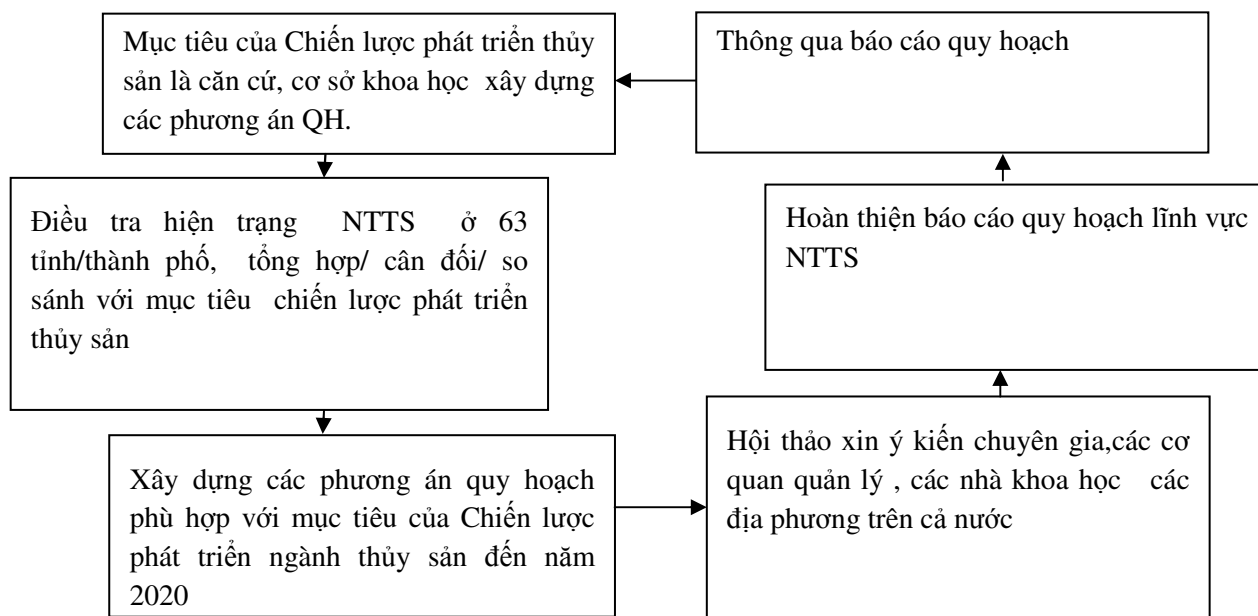 Mục tiêu của Chiến lược phát triển thủy
sản là căn cứ, cơ sở khoa học xây dựng
các phương án QH.
Thông qua báo cáo quy hoạch
Điều tra hiện trạng NTTS ở 63
tỉnh/thành phố, tổng hợp/ cân đối/ so
sánh với mục tiêu chiến lược phát triển
thủy sản
Hoàn thiện báo cáo quy hoạch lĩnh vực
NTTS
Xây dựng các phương án quy hoạch
phù hợp với mục tiêu của Chiến lược
phát triển ngành thủy sản đến năm
2020
Hội thảo xin ý kiến chuyên gia,các cơ
quan quản lý , các nhà khoa học các
địa phương trên cả nước